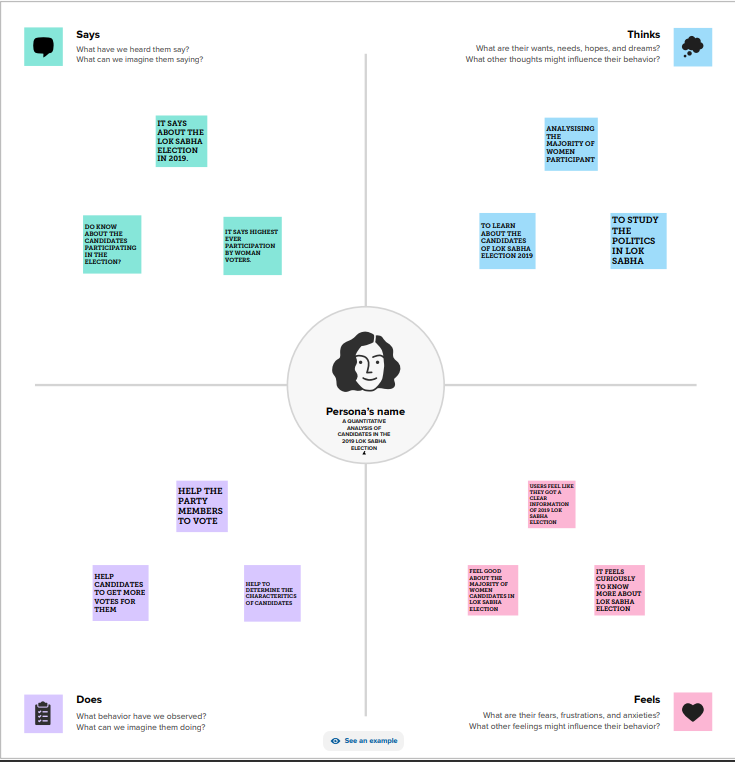 Says
What have we heard them say?
What can we imagine them saying?
Thinks
What are their wants, needs, hopes, and dreams?
What other thoughts might influence their behavior?
IT SAYS
ABOUT THE
LOK SABHA
ELECTION
IN 2019.
DO KNOW
ABOUT THE
CANDIDATES
PARTICIPATING
IN THE
ELECTION?
IT SAYS HIGHEST
EVER
PARTICIPATION
BY WOMAN
VOTERS.
ANALYSISING
THE
MAJORITY OF
WOMEN
PARTICIPANT
TO LEARN
ABOUT THE
CANDIDATES
OF LOK SABHA
ELECTION 2019
TO STUDY
THE
POLITICS
IN LOK
SABHA
Persona's name
A QUANTITATIVE
ANALYSIS OF
CANDIDATES IN THE
2019 LOK SABHA
ELECTION
HELP THE
PARTY
MEMBERS
TO VOTE
HELP
CANDIDATES
TO GET MORE
VOTES FOR
THEM
HELP TO
DETERMINE THE
CHARACTERITICS
OF CANDIDATES
USERS FEEL LIKE
THEY GOT A
CLEAR
INFORMATION
OF 2019 LOK
SABHA
ELECTION
FEEL GOOD
ABOUT THE
MAJORITY OF
WOMEN
CANDIDATES IN
LOK SABHA
ELECTION
IT FEELS
CURIOUSLY
TO KNOW
MORE ABOUT
LOK SABHA
ELECTION
Does
What behavior have we observed?
What can we imagine them doing?
Feels
What are their fears, frustrations, and anxieties?
What other feelings might influence their behavior?
See an example